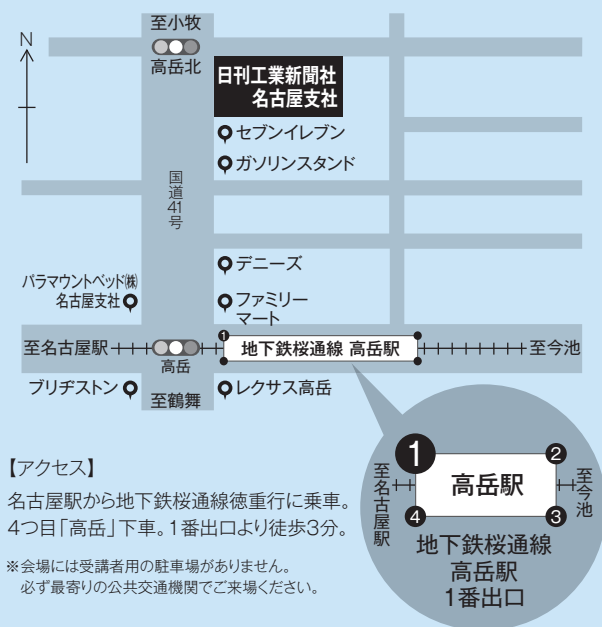 至小牧
N
高岳北
日刊工業新聞社
名古屋支社
セブンイレブン
ガソリンスタンド
国道41号
デニーズ
パラマウントベッド㈱
名古屋支社
ファミリー
マート
至名古屋駅
1
地下鉄桜通線 高岳駅
至今池
高岳
ブリヂストン
至鶴舞
レクサス高岳
【アクセス】
名古屋駅から地下鉄桜通線徳重行に乗車。
4つ目「高岳」下車。1番出口より徒歩3分。
※会場には受講者用の駐車場がありません。
必ず最寄りの公共交通機関でご来場ください。
1
2
至名古屋駅
高岳駅
至今池
4
3
地下鉄桜通線
高岳駅
1番出口